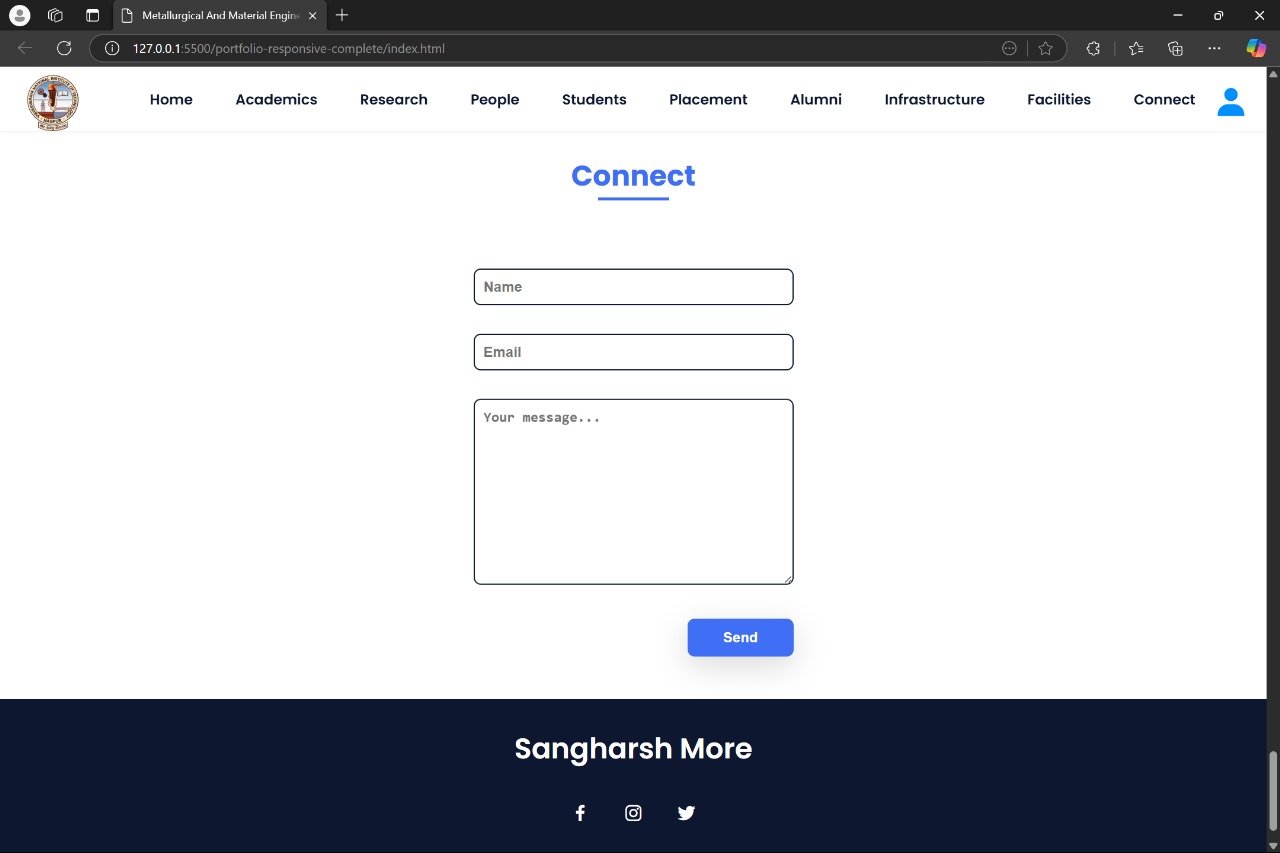 Metallurgical And Material Engine
127.0.0.1:5500/portfolio-responsive-complete/index.html
Home Academics Research People Students Placement Alumni Infrastructure Facilities Connect
Connect
Name
Email
Your message...
Send
Sangharsh More